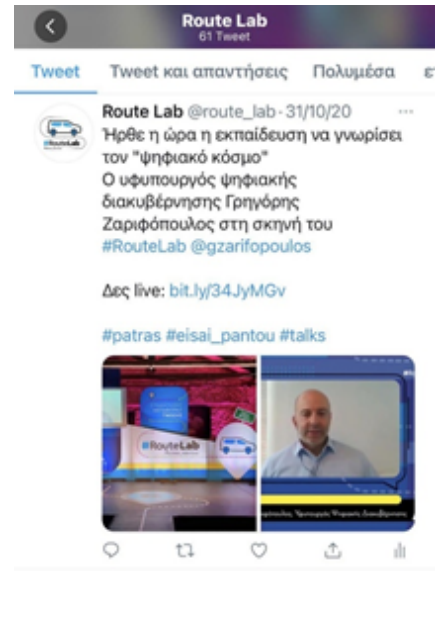 Route Lab
61 Tweet
Tweet Tweet και απαντήσεις Πολυμέσα
Route Lab @route_lab · 31/10/20 ...
Ήρθε η ώρα η εκπαίδευση να γνωρίσει
τον "ψηφιακό κόσμο"
Ο υφυπουργός ψηφιακής
διακυβέρνησης Γρηγόρης
Ζαριφόπουλος στη σκηνή του
#RouteLab @gzarifopoulos
Δες live: bit.ly/34JyMGv
#patras #eisai_pantou #talks
#RouteLab